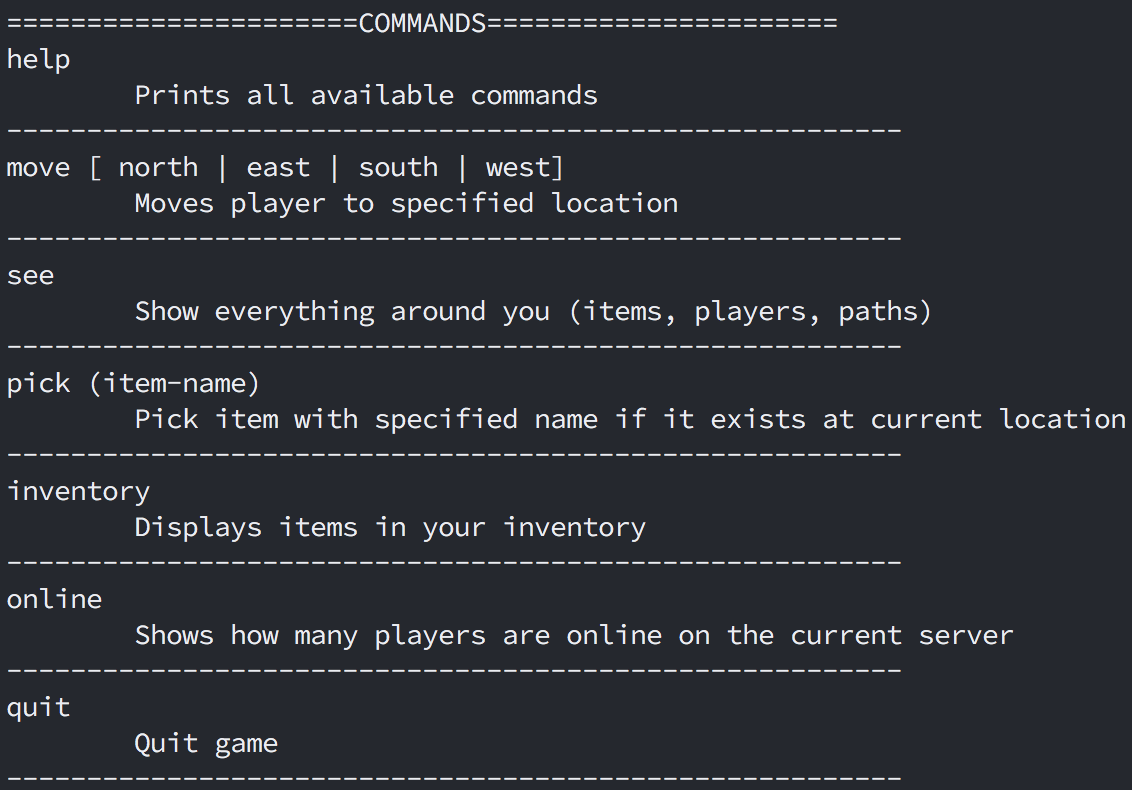 ======================COMMANDS======================
help
        Prints all available commands
--------------------------------------------------------
move [ north | east | south | west]
        Moves player to specified location
--------------------------------------------------------
see
        Show everything around you (items, players, paths)
--------------------------------------------------------
pick (item-name)
        Pick item with specified name if it exists at current location
--------------------------------------------------------
inventory
        Displays items in your inventory
--------------------------------------------------------
online
        Shows how many players are online on the current server
--------------------------------------------------------
quit
        Quit game
--------------------------------------------------------